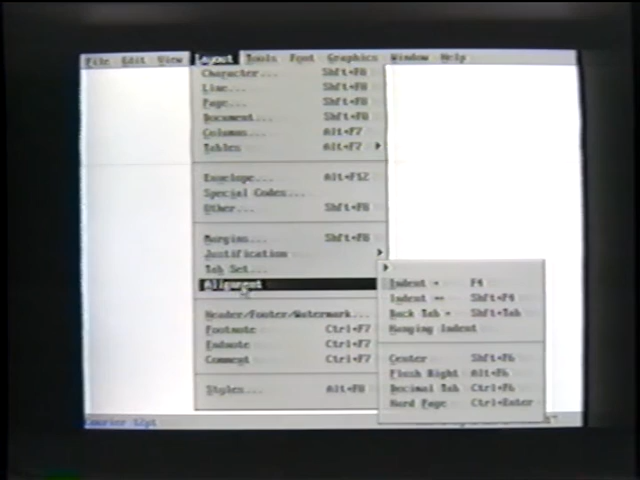 File Edit View Layout Tools Font Graphics Window Help
Character... Shft+F8
Line... Shft+F8
Page... Shft+F8
Document... Shft+F8
Columns... Alt+F7
Tables Alt+F7
Envelope... Alt+F12
Special Codes...
Other... Shft+F8
Margins... Shft+F8
Justification
Tab Set...
Alignment
Header/Footer/Watermark...
Footnote Ctrl+F7
Endnote Ctrl+F7
Comment Ctrl+F7
Styles... Alt+F8
Indent → F4
Indent ↔ Shft+F4
Back Tab ← Shft+Tab
Hanging Indent
Center Shft+F6
Flush Right Alt+F6
Decimal Tab Ctrl+F6
Hard Page Ctrl+Enter
Courier 12pt